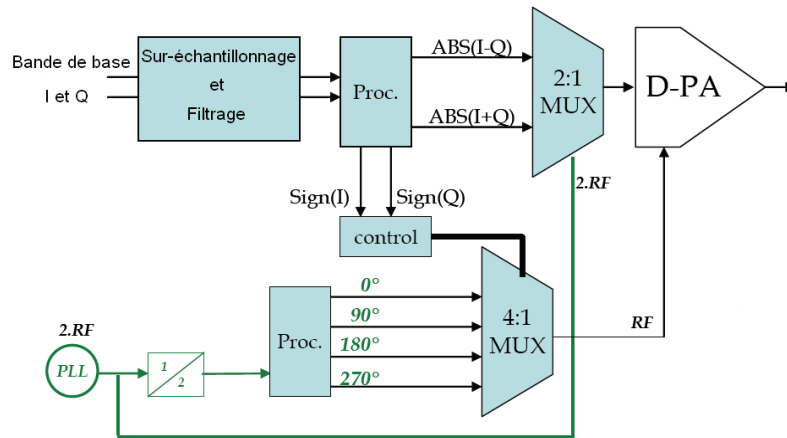 Bande de base
I et Q
Sur-échantillonnage
et
Filtrage
Proc.
ABS(I-Q)
ABS(I+Q)
2:1
MUX
D-PA
Sign(I)
Sign(Q)
2.RF
control
0°
90°
180°
270°
4:1
MUX
RF
2.RF
PLL
1
2
Proc.